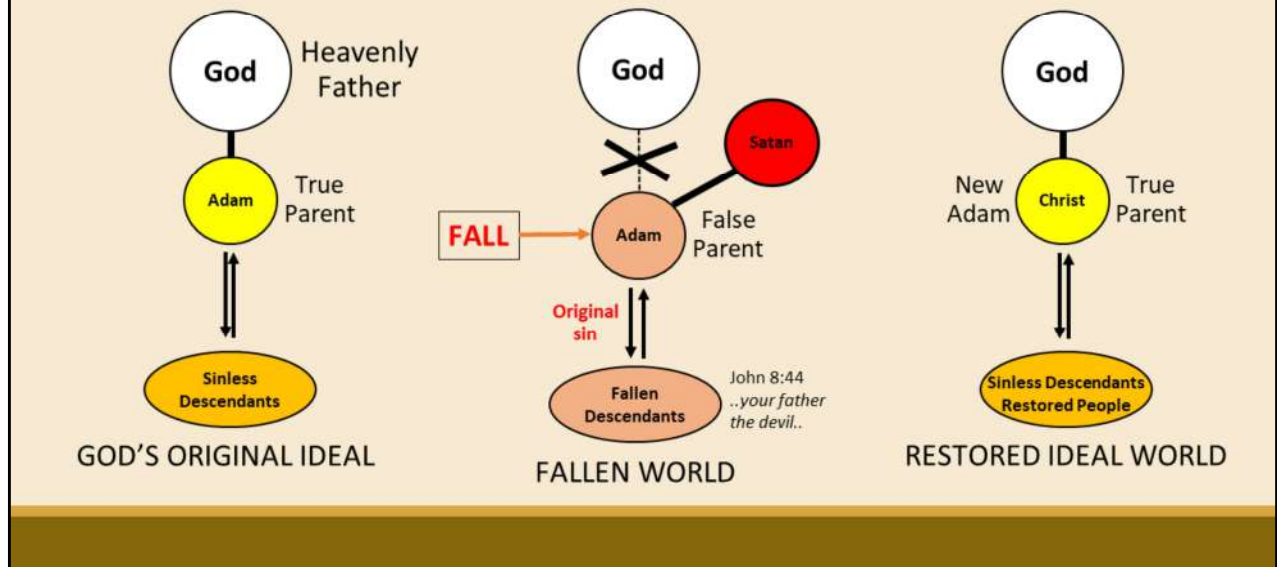 God
Heavenly
Father
Adam
True
Parent
Sinless
Descendants
GOD'S ORIGINAL IDEAL
God
Satan
FALL
Adam
False
Parent
Original
sin
Fallen
Descendants
John 8:44
..your father
the devil..
FALLEN WORLD
God
New
Adam
Christ
True
Parent
Sinless Descendants
Restored People
RESTORED IDEAL WORLD